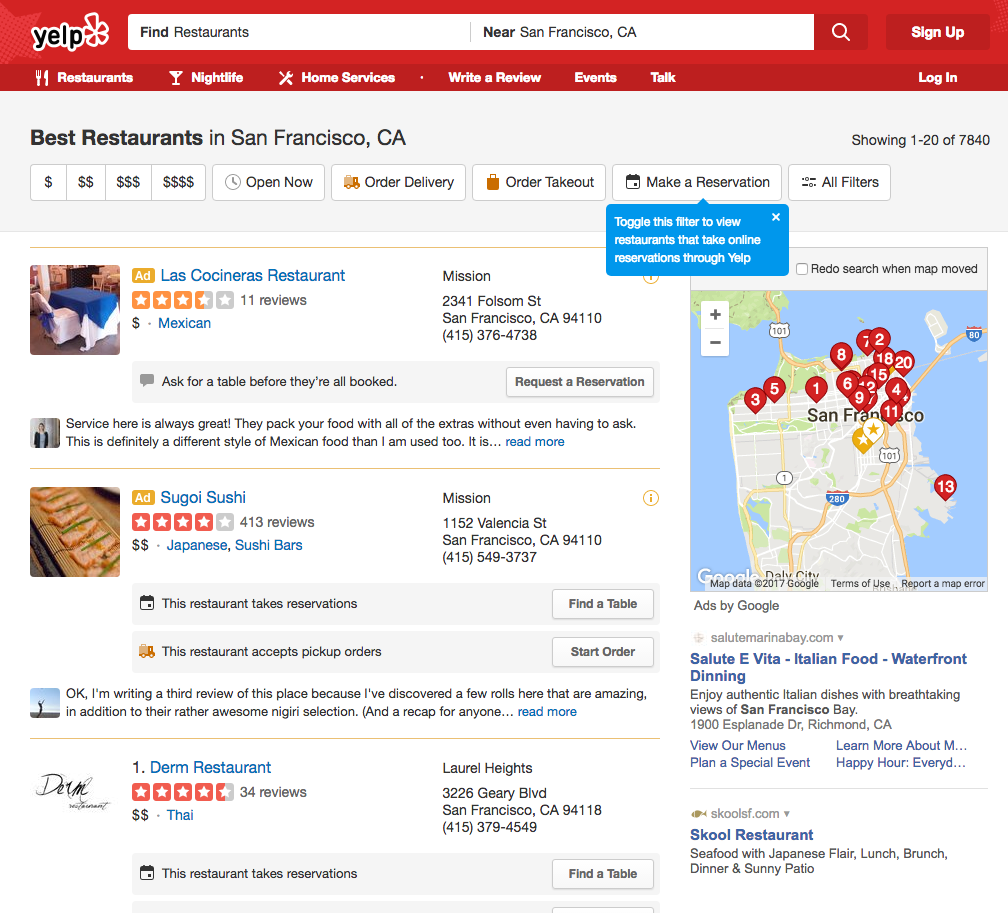 yelp
Find Restaurants
Near San Francisco, CA
Sign Up
Restaurants
Nightlife
Home Services
·
Write a Review
Events
Talk
Log In
Best Restaurants in San Francisco, CA
Showing 1-20 of 7840
$
$$
$$$
$$$$
Open Now
Order Delivery
Order Takeout
Make a Reservation
All Filters
Toggle this filter to view
restaurants that take online
reservations through Yelp
×
Ad Las Cocineras Restaurant
11 reviews
$ · Mexican
Mission
2341 Folsom St
San Francisco, CA 94110
(415) 376-4738
Ask for a table before they’re all booked.
Request a Reservation
Service here is always great! They pack your food with all of the extras without even having to ask.
This is definitely a different style of Mexican food than I am used too. It is… read more
Ad Sugoi Sushi
413 reviews
$$ · Japanese, Sushi Bars
Mission
1152 Valencia St
San Francisco, CA 94110
(415) 549-3737
This restaurant takes reservations
Find a Table
This restaurant accepts pickup orders
Start Order
OK, I'm writing a third review of this place because I've discovered a few rolls here that are amazing,
in addition to their rather awesome nigiri selection. (And a recap for anyone… read more
Derm
restaurant
1. Derm Restaurant
34 reviews
$$ · Thai
Laurel Heights
3226 Geary Blvd
San Francisco, CA 94118
(415) 379-4549
This restaurant takes reservations
Find a Table
Redo search when map moved
+
−
101
80
7
2
8
18
20
15
6
12
4
5
1
3
9
11
San Francisco
101
1
280
13
Daly City
Google
Map data ©2017 Google
Terms of Use
Report a map error
Ads by Google
salutemarinabay.com
Salute E Vita - Italian Food - Waterfront
Dinning
Enjoy authentic Italian dishes with breathtaking
views of San Francisco Bay.
1900 Esplanade Dr, Richmond, CA
View Our Menus
Learn More About M…
Plan a Special Event
Happy Hour: Everyd…
skoolsf.com
Skool Restaurant
Seafood with Japanese Flair, Lunch, Brunch,
Dinner & Sunny Patio